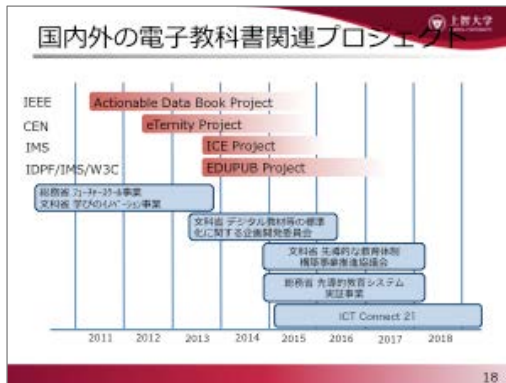 上智大学
国内外の電子教科書関連プロジェクト
IEEE
Actionable Data Book Project
CEN
eTernity Project
IMS
ICE Project
IDPF/IMS/W3C
EDUPUB Project
総務省 フューチャースクール事業
文科省 学びのイノベーション事業
文科省 デジタル教材等の標準
化に関する企画開発委員会
文科省 先導的な教育体制
構築事業推進協議会
総務省 先導的教育システム
実証事業
ICT Connect 21
2011
2012
2013
2014
2015
2016
2017
2018
18